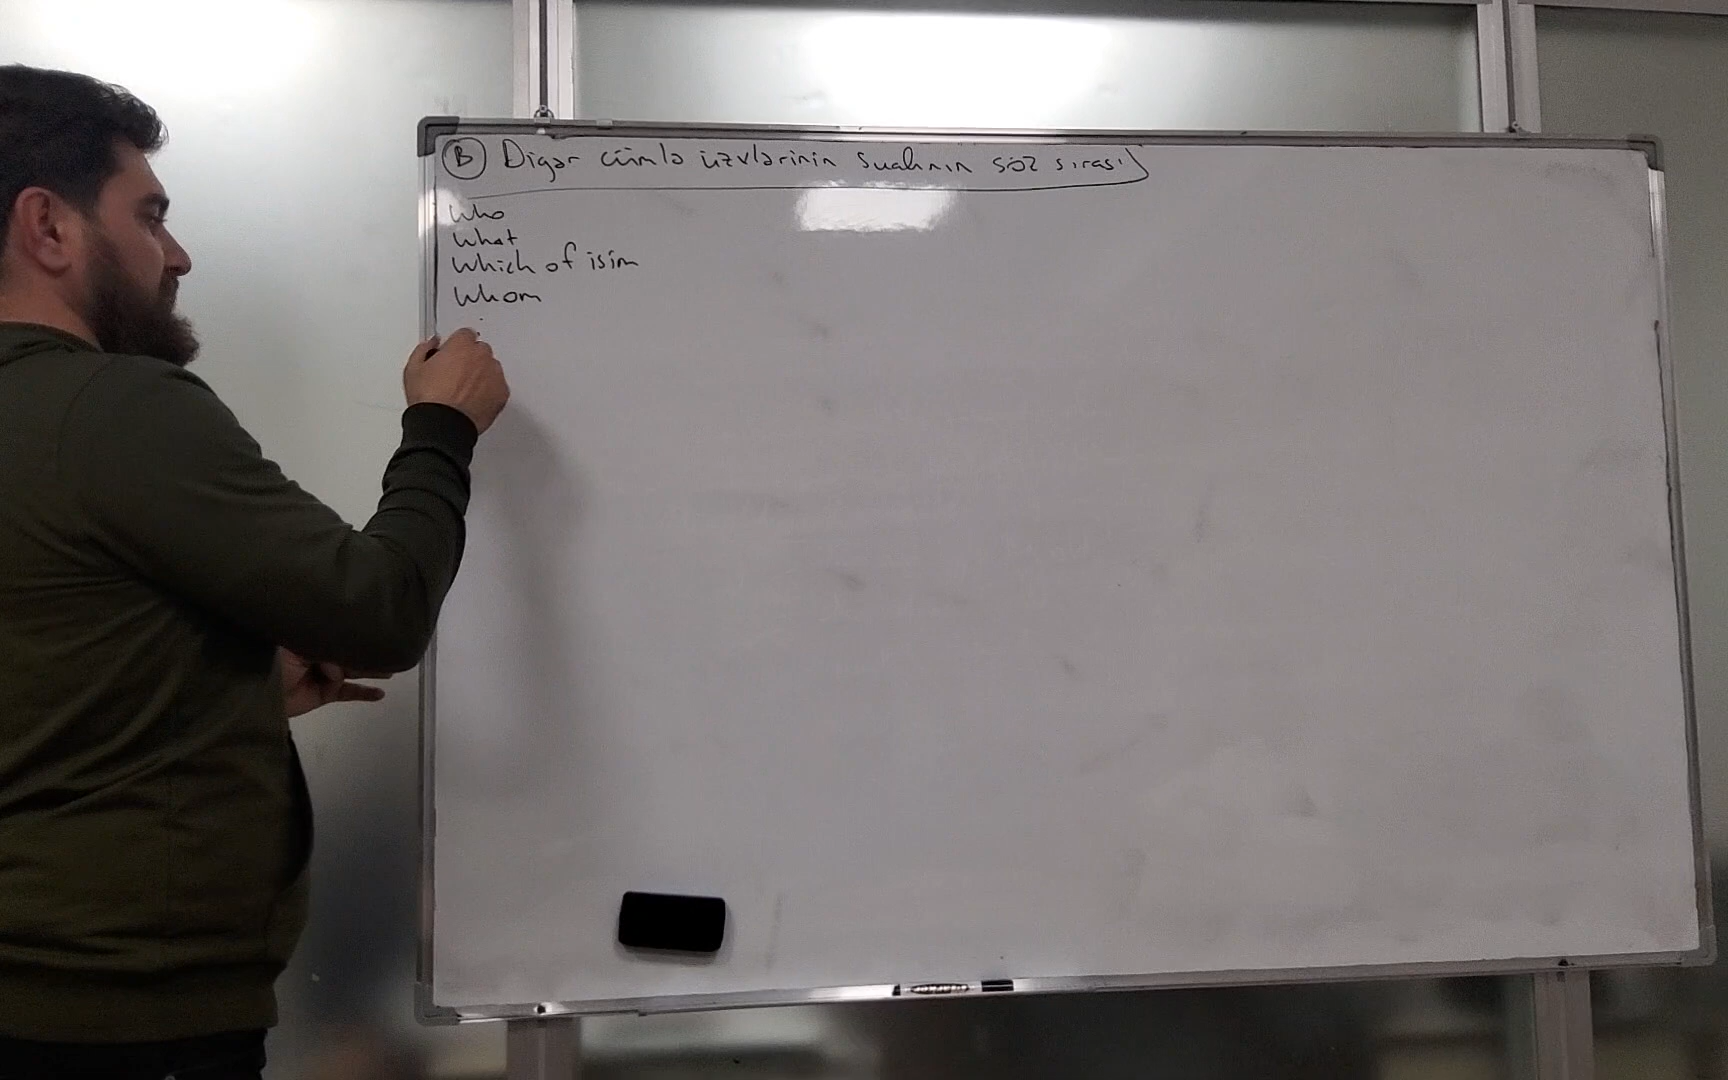 B Digər cümlə üzvlərinin sualının söz sırası
Who
What
Which of isim
Whom